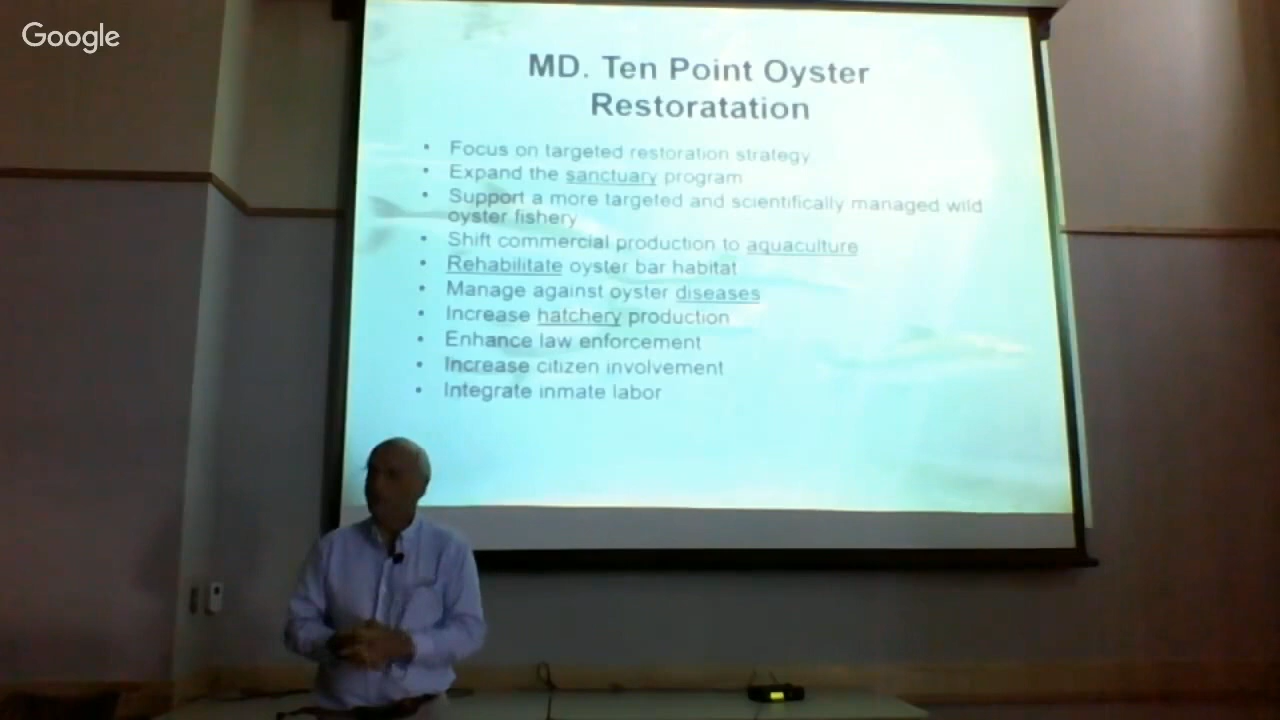 Google
MD. Ten Point Oyster
Restoratation
• Focus on targeted restoration strategy
• Expand the sanctuary program
• Support a more targeted and scientifically managed wild
oyster fishery
• Shift commercial production to aquaculture
• Rehabilitate oyster bar habitat
• Manage against oyster diseases
• Increase hatchery production
• Enhance law enforcement
• Increase citizen involvement
• Integrate inmate labor